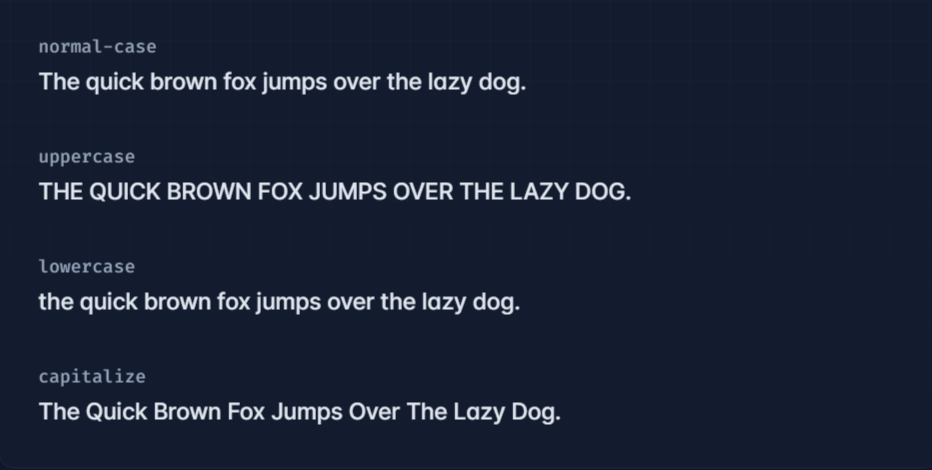 normal-case
The quick brown fox jumps over the lazy dog.
uppercase
THE QUICK BROWN FOX JUMPS OVER THE LAZY DOG.
lowercase
the quick brown fox jumps over the lazy dog.
capitalize
The Quick Brown Fox Jumps Over The Lazy Dog.